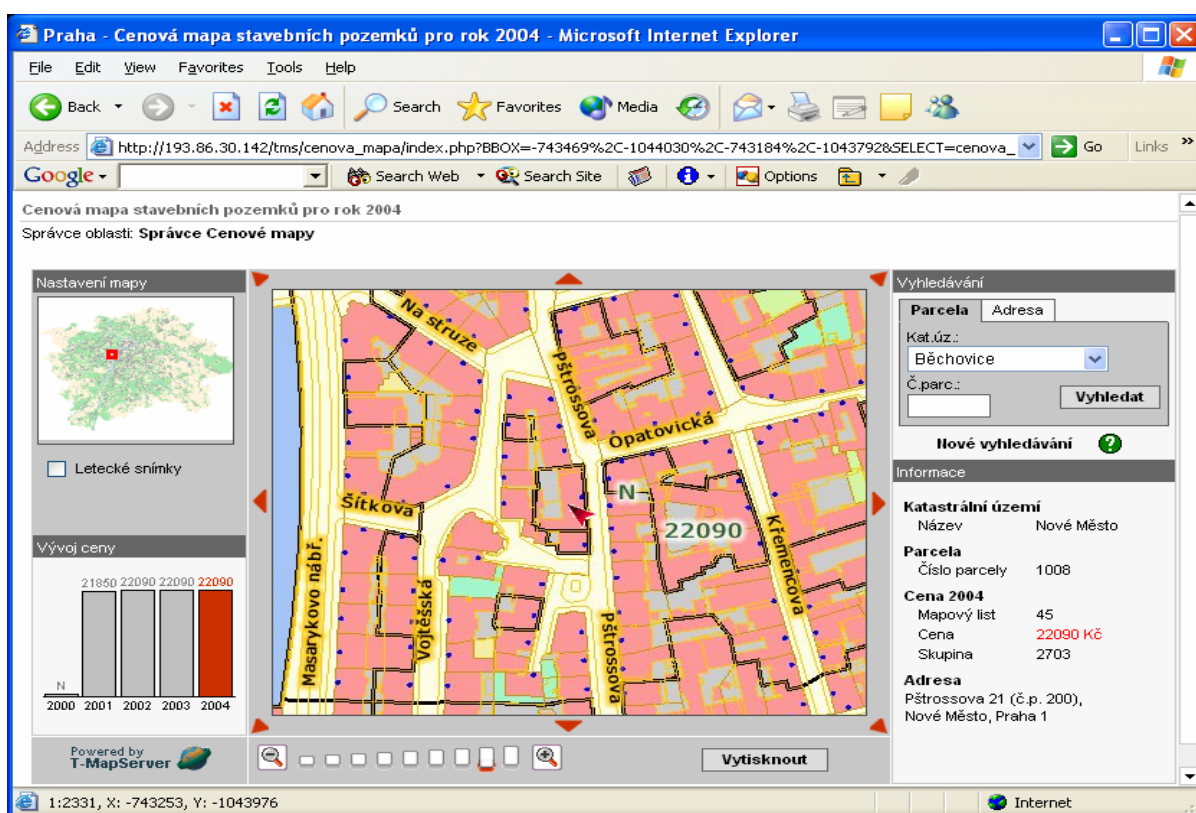 Praha - Cenová mapa stavebních pozemků pro rok 2004 - Microsoft Internet Explorer
File Edit View Favorites Tools Help
Back Search Favorites Media
Address http://193.86.30.142/tms/cenova_mapa/index.php?BBOX=-743469%2C-1044030%2C-743184%2C-1043792&SELECT=cenova_ Go Links »
Google Search Web Search Site Options
Cenová mapa stavebních pozemků pro rok 2004
Správce oblasti: Správce Cenové mapy
Nastavení mapy
Letecké snímky
Vývoj ceny
21850 22090 22090 22090
N
2000 2001 2002 2003 2004
Powered by
T-MapServer
Na struze
Pštrossova
Opatovická
Šítkova
N
22090
Křemencova
Masarykovo nábř.
Vojtěšská
Pštrossova
Vytisknout
Vyhledávání
Parcela Adresa
Kat.úz.:
Běchovice
Č.parc.:
Vyhledat
Nové vyhledávání ?
Informace
Katastrální území
Název Nové Město
Parcela
Číslo parcely 1008
Cena 2004
Mapový list 45
Cena 22090 Kč
Skupina 2703
Adresa
Pštrossova 21 (č.p. 200),
Nové Město, Praha 1
1:2331, X: -743253, Y: -1043976
Internet